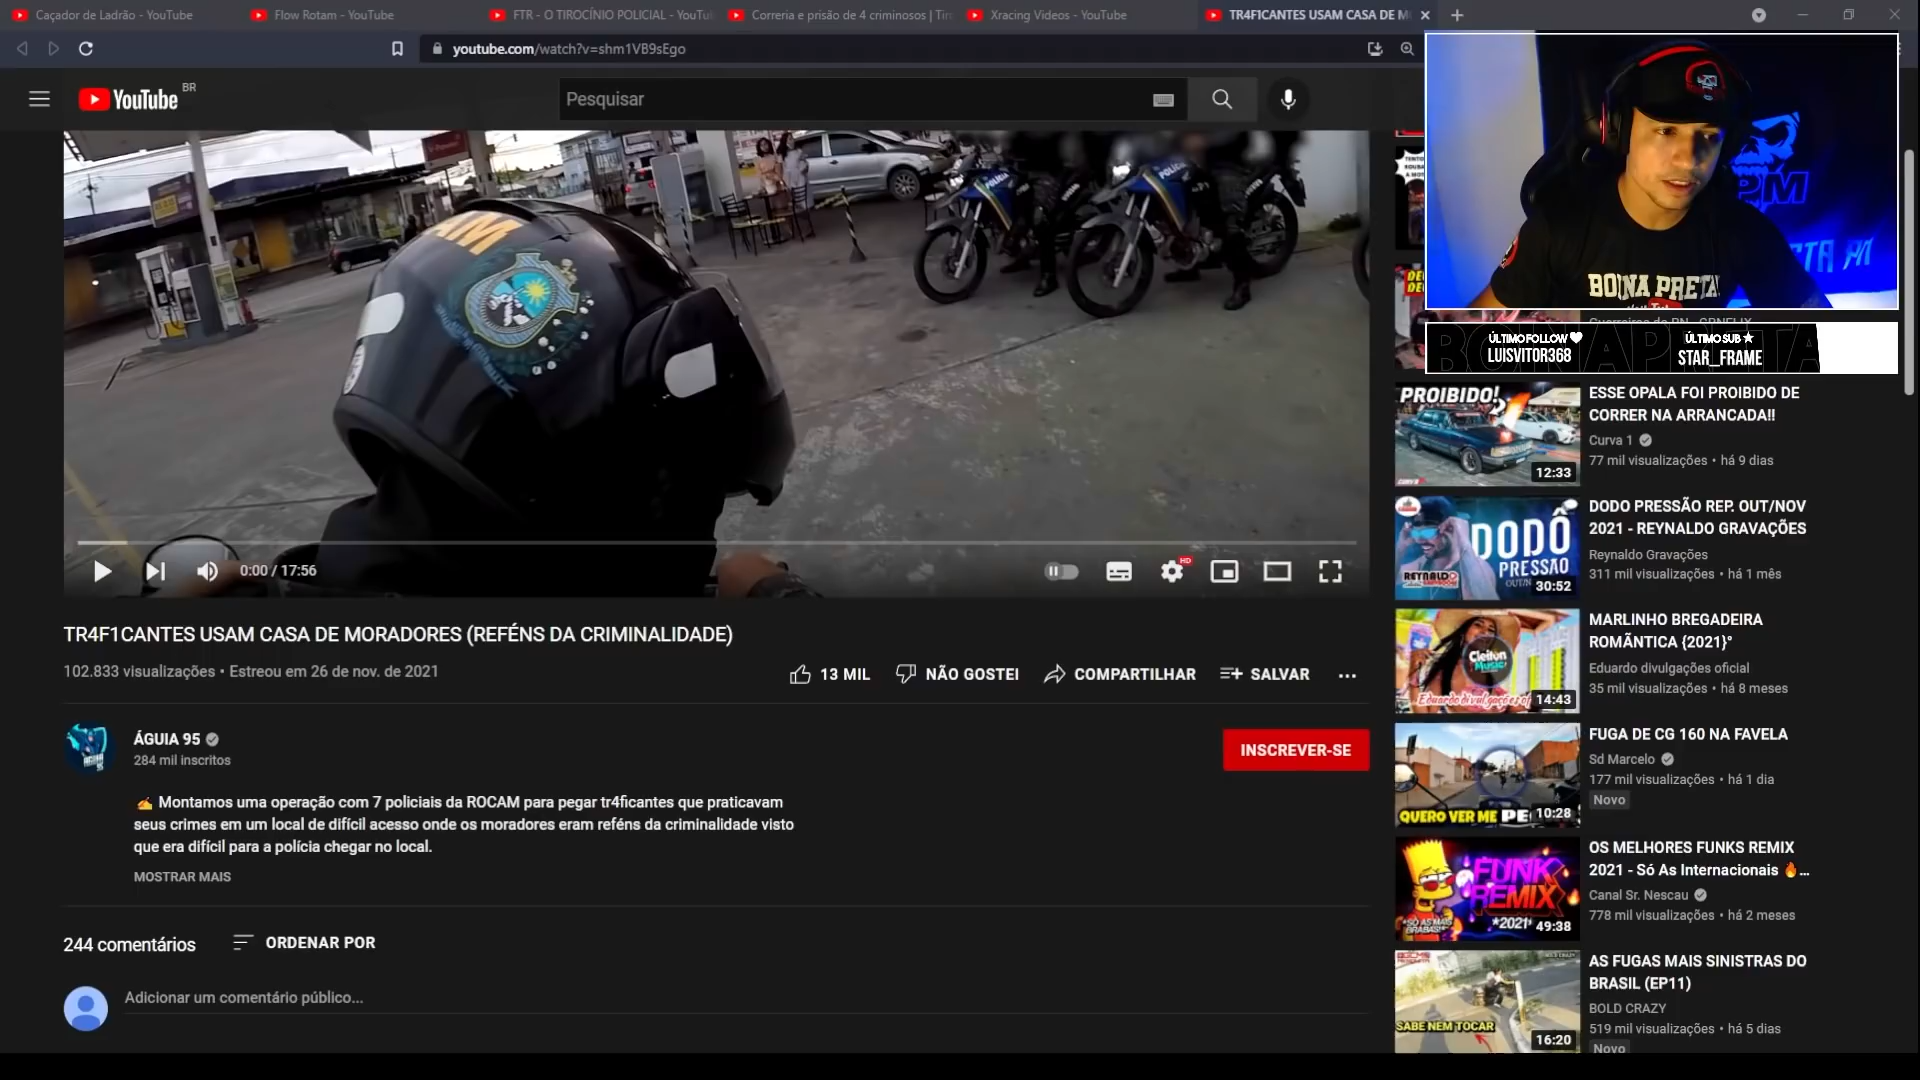 Caçador de Ladrão - YouTube
Flow Rotam - YouTube
FTR - O TIROCÍNIO POLICIAL - YouTu
Correria e prisão de 4 criminosos | Tir
Xracing Videos - YouTube
TR4FICANTES USAM CASA DE M
youtube.com/watch?v=shm1VB9sEgo
YouTube BR
Pesquisar
AM
POLÍCIA
PM
BOINA PRETA
ÚLTIMO FOLLOW
LUISVITOR368
ÚLTIMO SUB
STAR_FRAME
0:00 / 17:56
HD
TR4F1CANTES USAM CASA DE MORADORES (REFÉNS DA CRIMINALIDADE)
102.833 visualizações • Estreou em 26 de nov. de 2021
13 MIL
NÃO GOSTEI
COMPARTILHAR
SALVAR
ÁGUIA 95
284 mil inscritos
INSCREVER-SE
✍ Montamos uma operação com 7 policiais da ROCAM para pegar tr4ficantes que praticavam
seus crimes em um local de difícil acesso onde os moradores eram reféns da criminalidade visto
que era difícil para a polícia chegar no local.
MOSTRAR MAIS
244 comentários
ORDENAR POR
Adicionar um comentário público...
PROIBIDO!
12:33
ESSE OPALA FOI PROIBIDO DE
CORRER NA ARRANCADA!!
Curva 1
77 mil visualizações • há 9 dias
DODÔ
PRESSÃO
REYNALDO
30:52
DODO PRESSÃO REP. OUT/NOV
2021 - REYNALDO GRAVAÇÕES
Reynaldo Gravações
311 mil visualizações • há 1 mês
Cleiton
Music
14:43
MARLINHO BREGADEIRA
ROMÃNTICA {2021}°
Eduardo divulgações oficial
35 mil visualizações • há 8 meses
QUERO VER ME PE
10:28
FUGA DE CG 160 NA FAVELA
Sd Marcelo
177 mil visualizações • há 1 dia
Novo
FUNK
REMIX
*2021*
49:38
OS MELHORES FUNKS REMIX
2021 - Só As Internacionais 🔥...
Canal Sr. Nescau
778 mil visualizações • há 2 meses
SABE NEM TOCAR
16:20
AS FUGAS MAIS SINISTRAS DO
BRASIL (EP11)
BOLD CRAZY
519 mil visualizações • há 5 dias
Novo